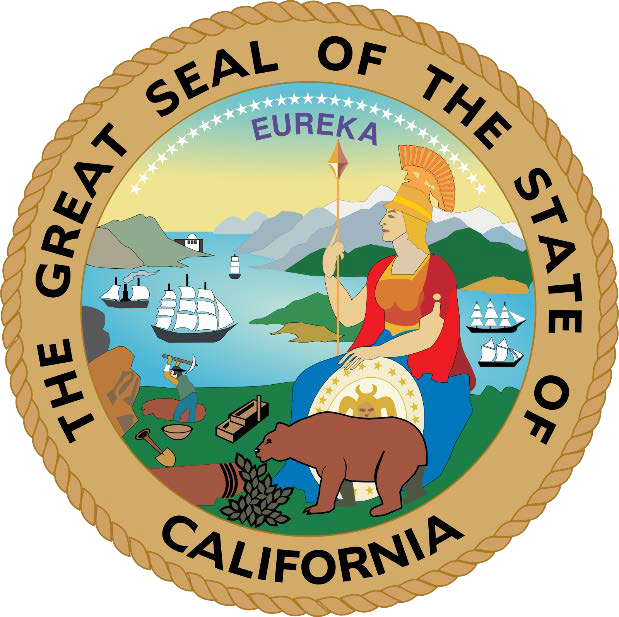 THE GREAT SEAL OF THE STATE OF
CALIFORNIA
EUREKA